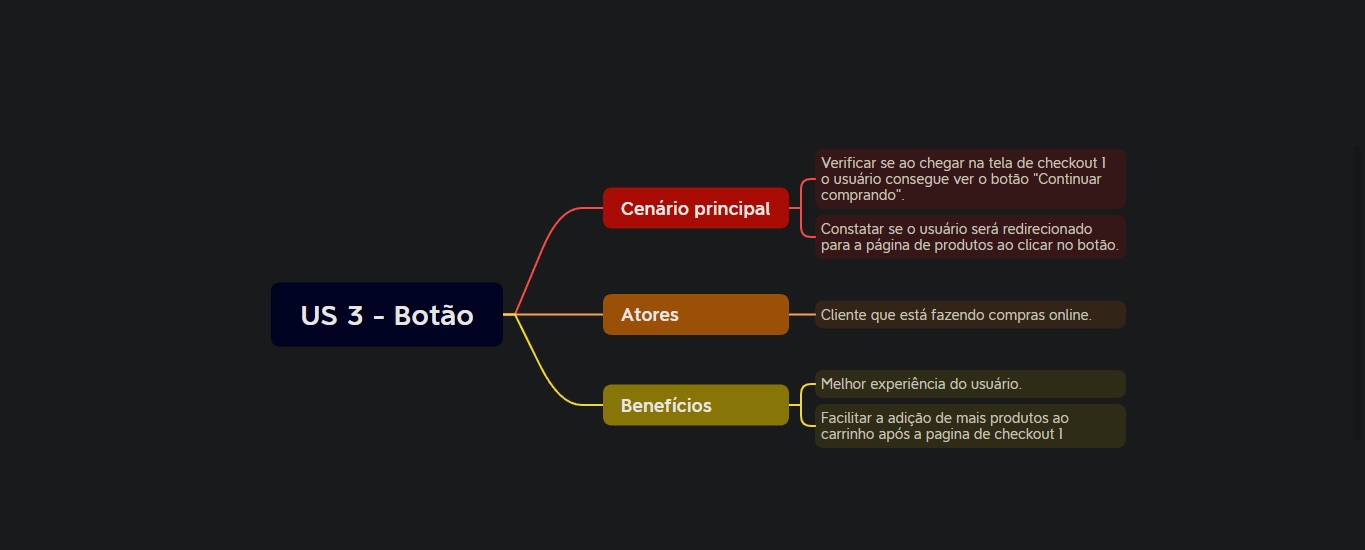 US 3 - Botão
Cenário principal
Verificar se ao chegar na tela de checkout 1
o usuário consegue ver o botão "Continuar
comprando".
Constatar se o usuário será redirecionado
para a página de produtos ao clicar no botão.
Atores
Cliente que está fazendo compras online.
Benefícios
Melhor experiência do usuário.
Facilitar a adição de mais produtos ao
carrinho após a pagina de checkout 1